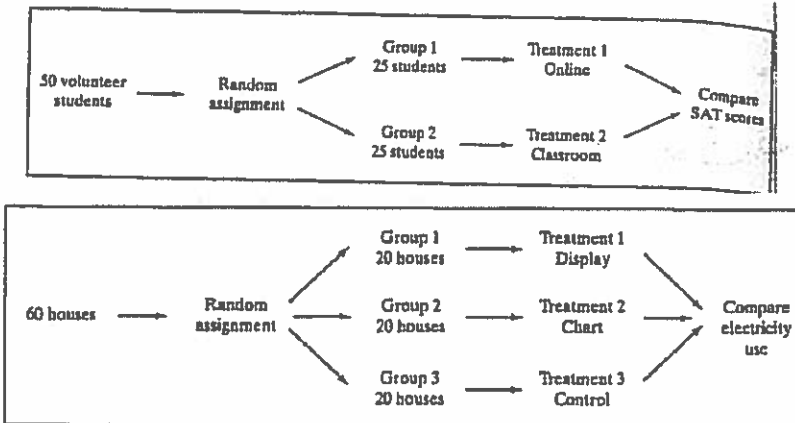 50 volunteer
students
Random
assignment
Group 1
25 students
Treatment 1
Online
Group 2
25 students
Treatment 2
Classroom
Compare
SAT scores
60 houses
Random
assignment
Group 1
20 houses
Treatment 1
Display
Group 2
20 houses
Treatment 2
Chart
Group 3
20 houses
Treatment 3
Control
Compare
electricity
use